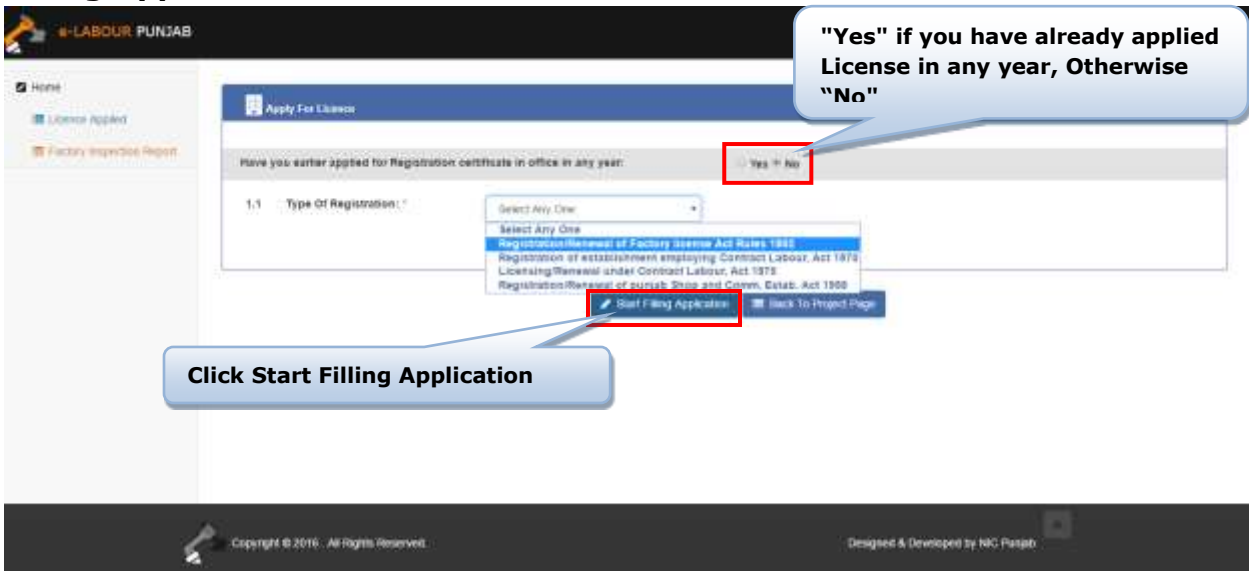 e-LABOUR PUNJAB
"Yes" if you have already applied
License in any year, Otherwise
“No"
Home
Licence Applied
Factory Inspection Report
Apply For Licence
Have you earlier applied for Registration certificate in office in any year:
Yes No
1.1 Type Of Registration: *
Select Any One
Select Any One
Registration/Renewal of Factory license Act Rules
Registration of establishment employing Contract Labour, Act 1970
Licensing/Renewal under Contract Labour, Act 1970
Registration/Renewal of punjab Shop and Comm. Estab. Act
Start Filling Application
Back To Project Page
Click Start Filling Application
Copyright © 2016 . All Rights Reserved.
Designed & Developed by NIC Punjab